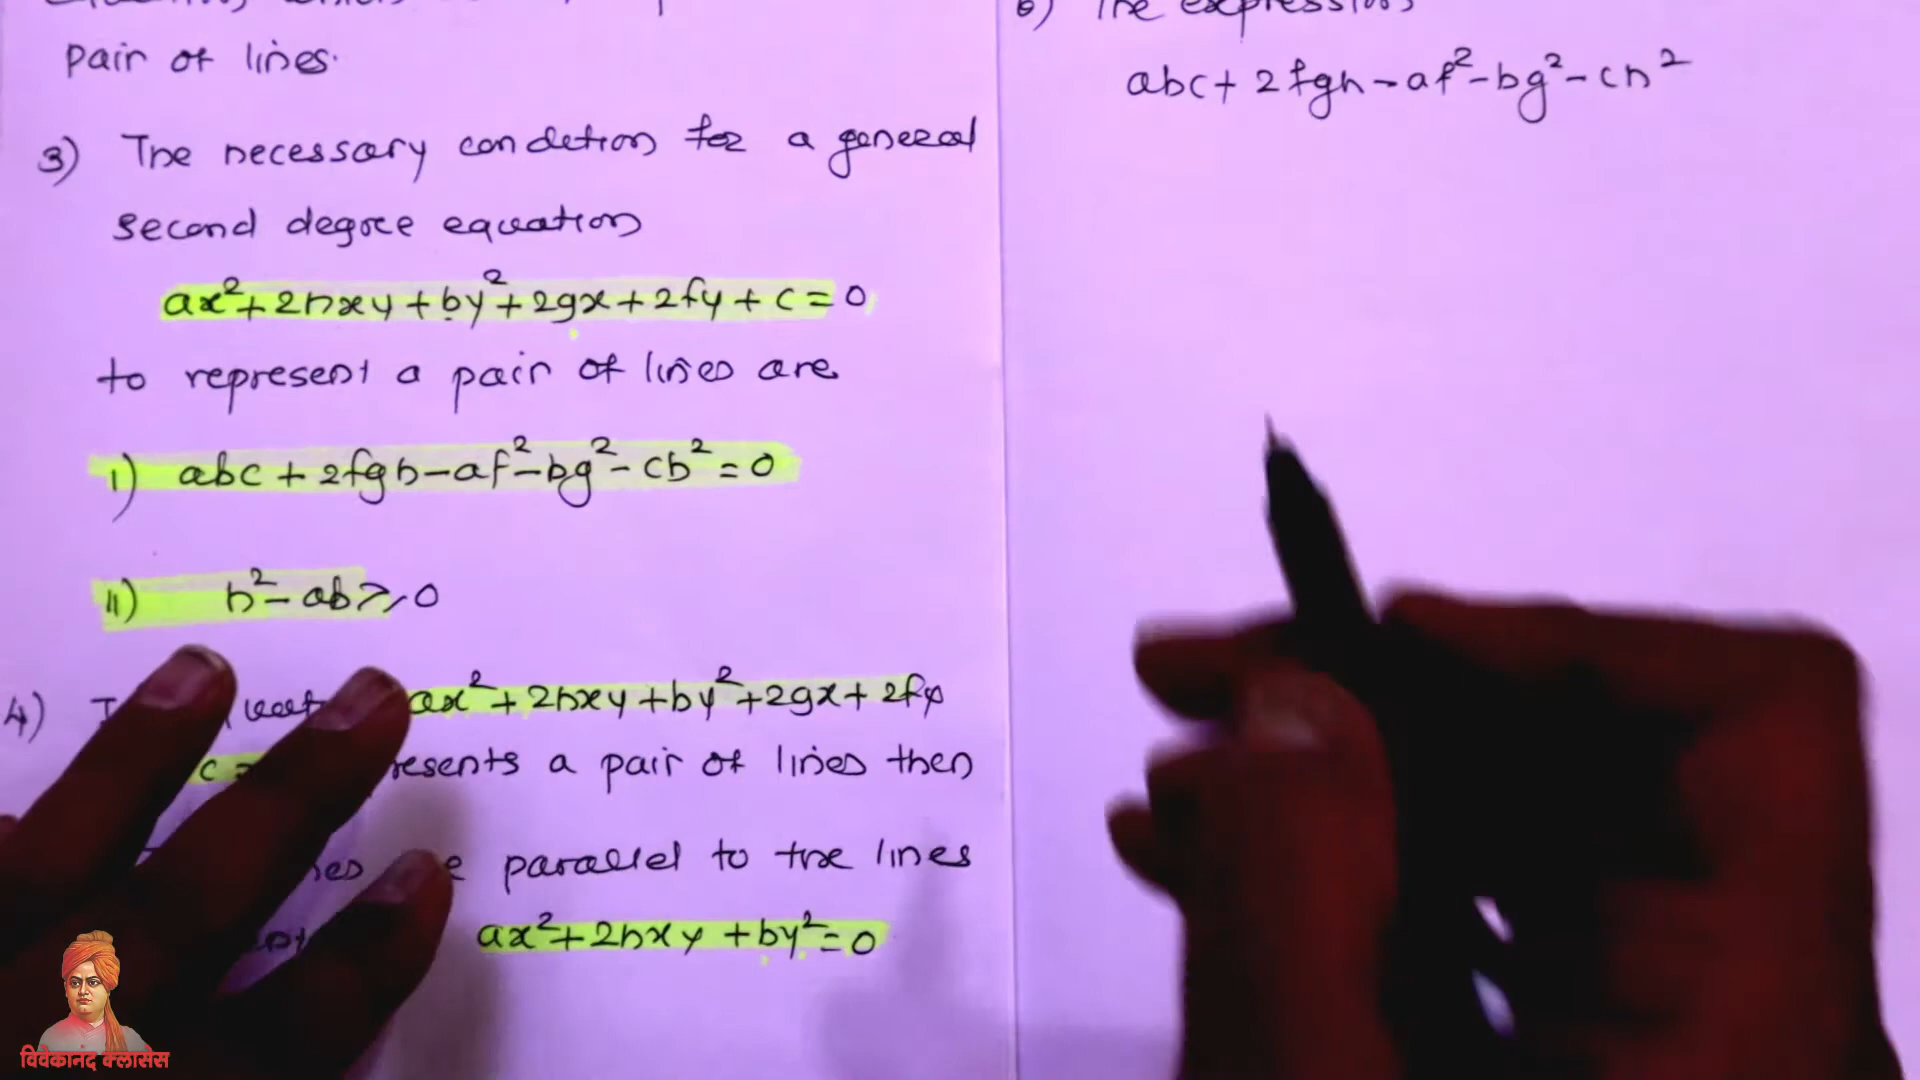 pair of lines.
3) The necessary condition for a general
second degree equation
ax²+2hxy+by²+2gx+2fy+c=0
to represent a pair of lines are
i) abc+2fgh-af²-bg²-ch²=0
ii) h²-ab⩾0
4) ax²+2hxy+by²+2gx+2fy
c = a pair of lines then
parallel to the lines
ax²+2hxy+by²=0
6) The expression
abc+2fgh-af²-bg²-ch²
विवेकानंद क्लासेस